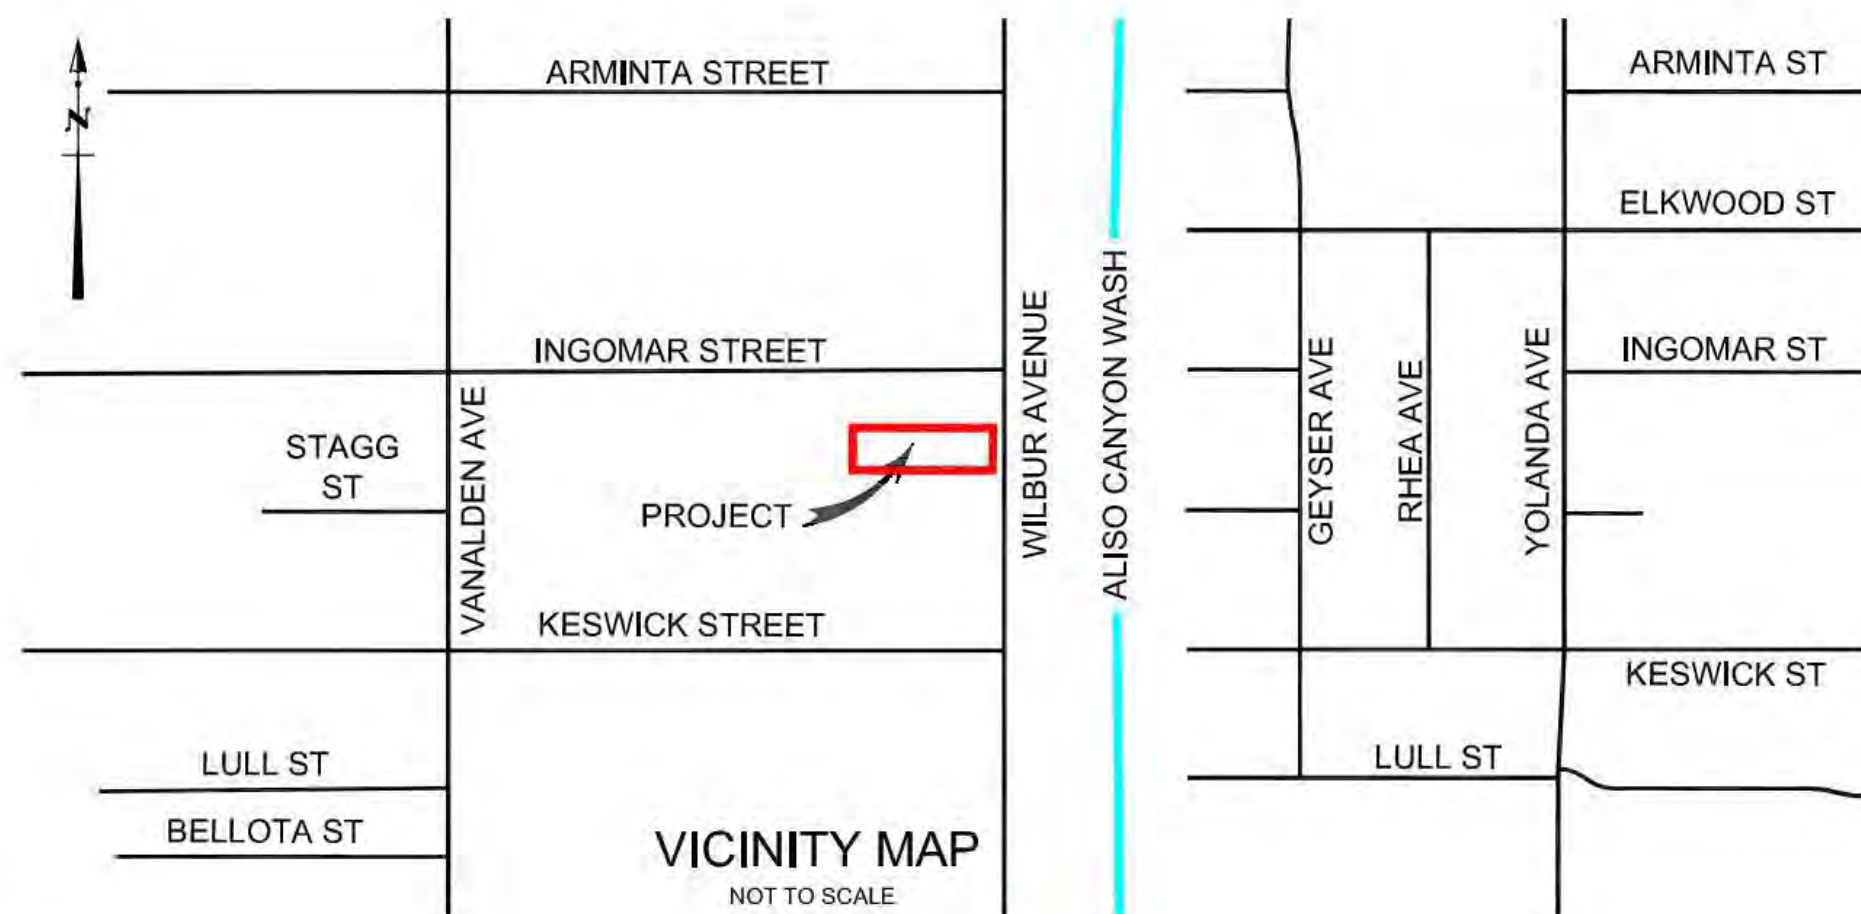 N
ARMINTA STREET
ARMINTA ST
ELKWOOD ST
INGOMAR STREET
INGOMAR ST
STAGG
ST
VANALDEN AVE
PROJECT
WILBUR AVENUE
ALISO CANYON WASH
GEYSER AVE
RHEA AVE
YOLANDA AVE
KESWICK STREET
KESWICK ST
LULL ST
LULL ST
BELLOTA ST
VICINITY MAP
NOT TO SCALE